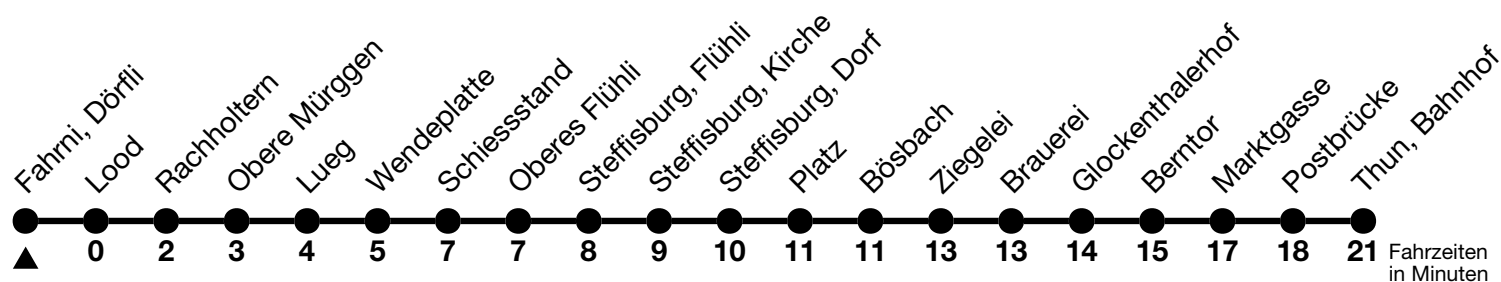 Fahrni, Dörfli
Lood
Rachholtern
Obere Mürggen
Lueg
Wendeplatte
Schiessstand
Oberes Flühli
Steffisburg, Flühli
Steffisburg, Kirche
Steffisburg, Dorf
Platz
Bösbach
Ziegelei
Brauerei
Glockenthalerhof
Berntor
Marktgasse
Postbrücke
Thun, Bahnhof
0 2 3 4 5 7 7 8 9 10 11 11 13 13 14 15 17 18 21
Fahrzeiten
in Minuten